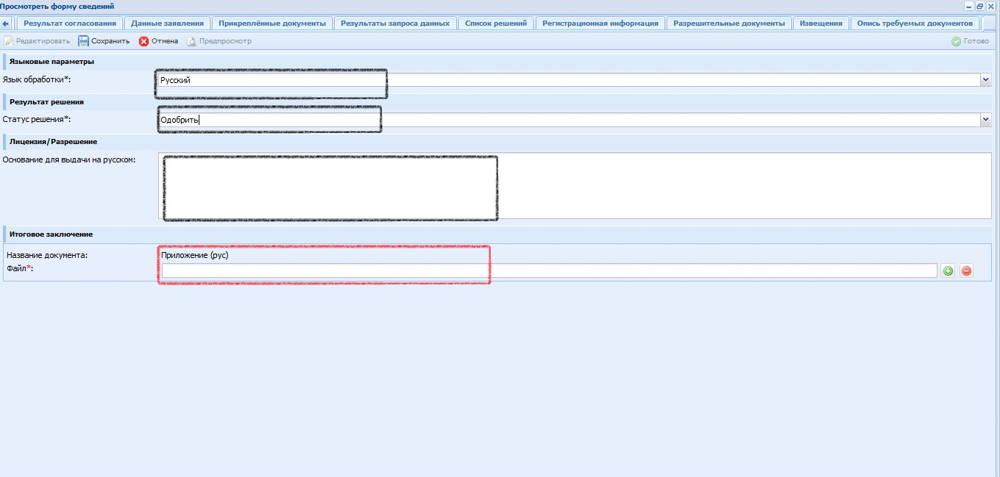 Просмотреть форму сведений
Результат согласования Данные заявления Прикреплённые документы Результаты запроса данных Список решений Регистрационная информация Разрешительные документы Извещения Опись требуемых документов
Редактировать Сохранить Отмена Предпросмотр Готово
Языковые параметры
Язык обработки*: Русский
Результат решения
Статус решения*: Одобрить
Лицензия/Разрешение
Основание для выдачи на русском:
Итоговое заключение
Название документа: Приложение (рус)
Файл*: